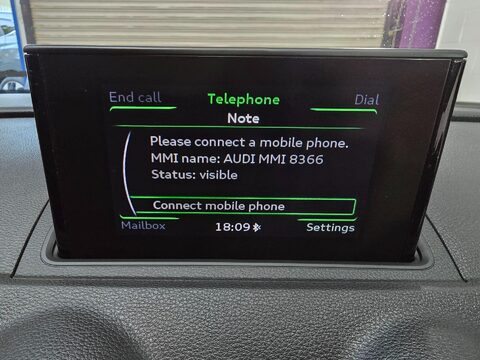 End call Telephone Dial
Note
Please connect a mobile phone.
MMI name: AUDI MMI 8366
Status: visible
Connect mobile phone
Mailbox 18:09 Settings